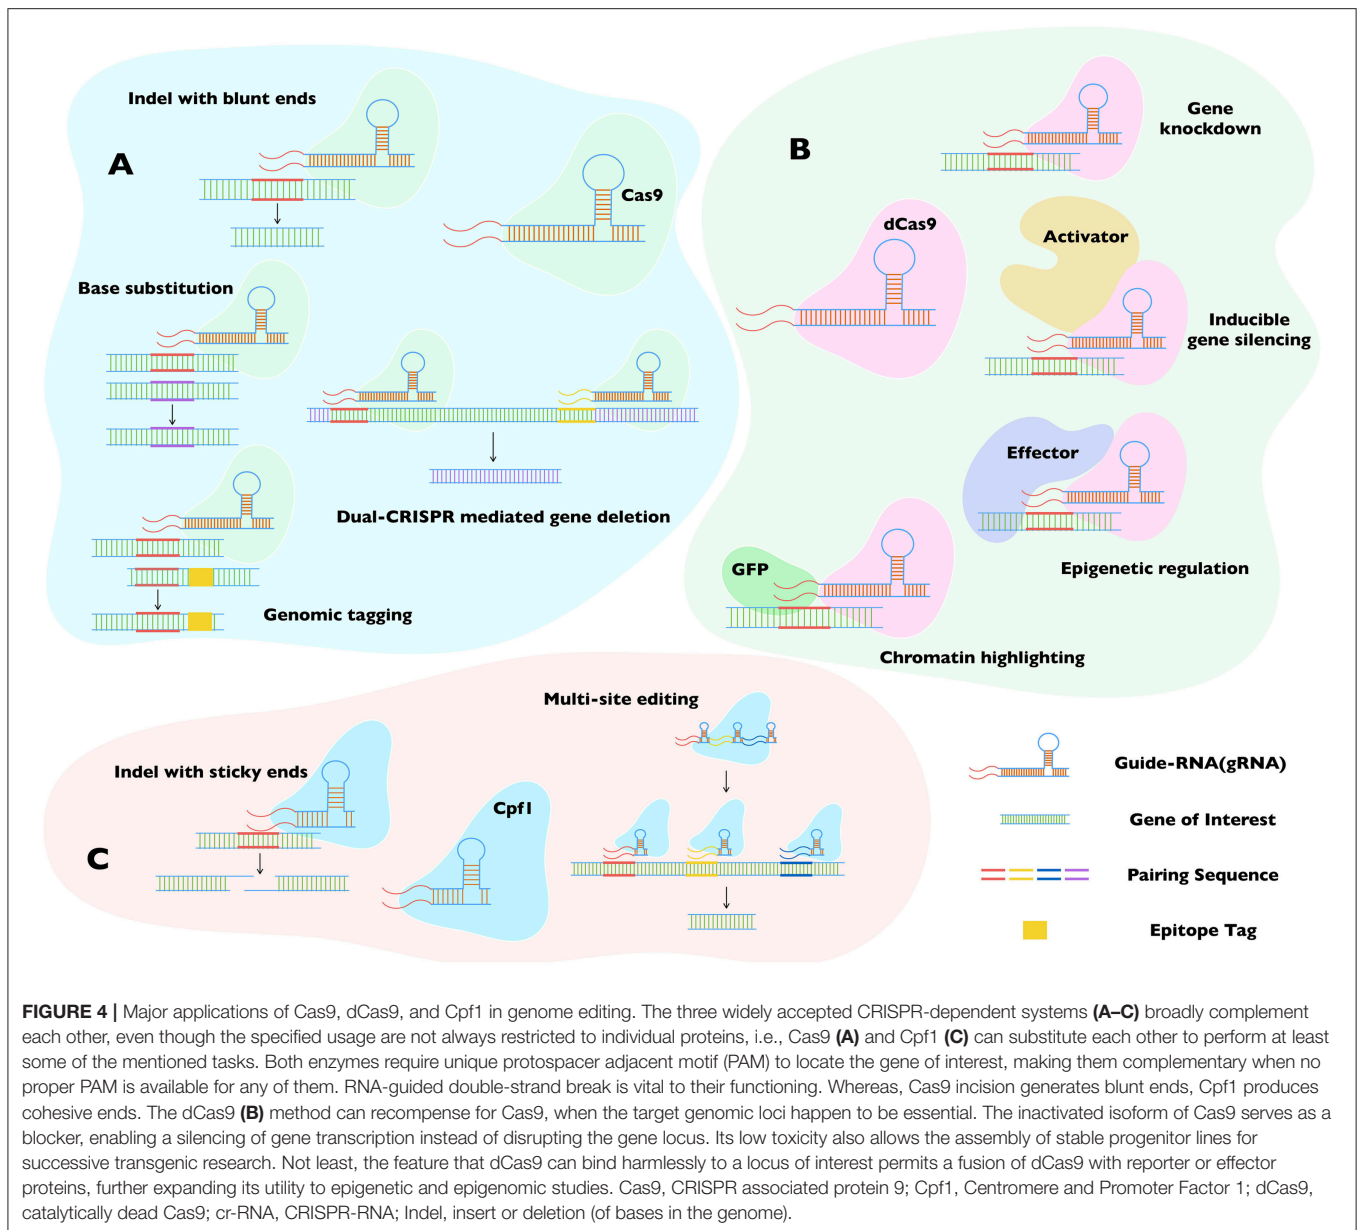 Indel with blunt ends
A
Cas9
Base substitution
Dual-CRISPR mediated gene deletion
Genomic tagging
B
Gene
knockdown
dCas9
Activator
Inducible
gene silencing
Effector
Epigenetic regulation
GFP
Chromatin highlighting
Multi-site editing
Indel with sticky ends
Cpf1
C
Guide-RNA(gRNA)
Gene of Interest
Pairing Sequence
Epitope Tag
FIGURE 4 | Major applications of Cas9, dCas9, and Cpf1 in genome editing. The three widely accepted CRISPR-dependent systems (A–C) broadly complement
each other, even though the specified usage are not always restricted to individual proteins, i.e., Cas9 (A) and Cpf1 (C) can substitute each other to perform at least
some of the mentioned tasks. Both enzymes require unique protospacer adjacent motif (PAM) to locate the gene of interest, making them complementary when no
proper PAM is available for any of them. RNA-guided double-strand break is vital to their functioning. Whereas, Cas9 incision generates blunt ends, Cpf1 produces
cohesive ends. The dCas9 (B) method can recompense for Cas9, when the target genomic loci happen to be essential. The inactivated isoform of Cas9 serves as a
blocker, enabling a silencing of gene transcription instead of disrupting the gene locus. Its low toxicity also allows the assembly of stable progenitor lines for
successive transgenic research. Not least, the feature that dCas9 can bind harmlessly to a locus of interest permits a fusion of dCas9 with reporter or effector
proteins, further expanding its utility to epigenetic and epigenomic studies. Cas9, CRISPR associated protein 9; Cpf1, Centromere and Promoter Factor 1; dCas9,
catalytically dead Cas9; cr-RNA, CRISPR-RNA; Indel, insert or deletion (of bases in the genome).